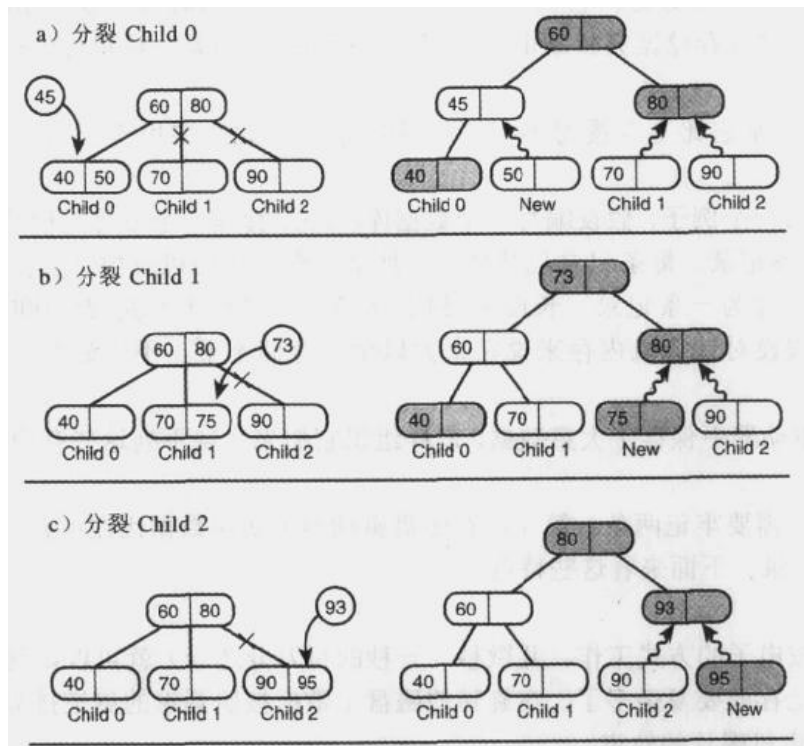 a）分裂 Child 0
60
45
60 80
45
80
40 50
70
90
40
50
70
90
Child 0
Child 1
Child 2
Child 0
New
Child 1
Child 2
b）分裂 Child 1
73
60 80
73
60
80
40
70 75
90
40
70
75
90
Child 0
Child 1
Child 2
Child 0
Child 1
New
Child 2
c）分裂 Child 2
80
60 80
93
60
93
40
70
90 95
40
70
90
95
Child 0
Child 1
Child 2
Child 0
Child 1
Child 2
New